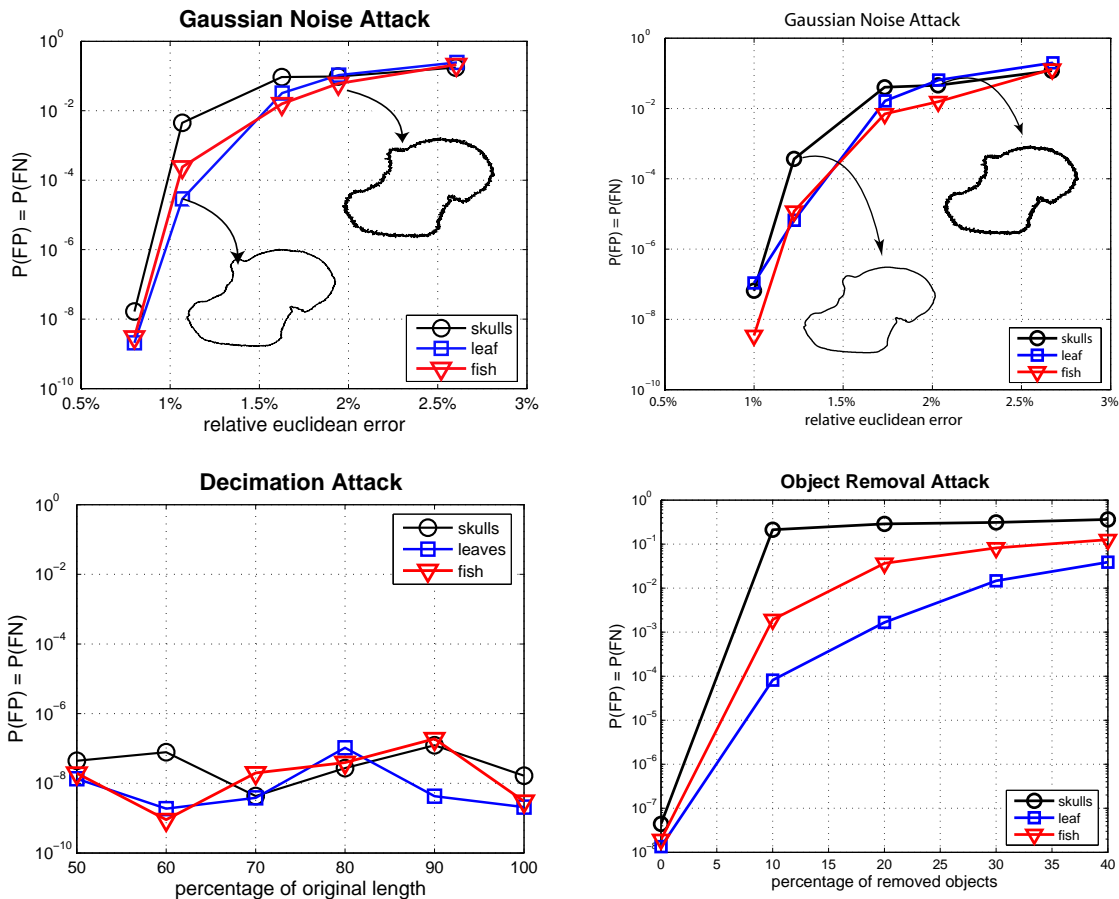 Gaussian Noise Attack
10^0
10^-2
10^-4
10^-6
10^-8
10^-10
P(FP) = P(FN)
skulls
leaf
fish
0.5% 1% 1.5% 2% 2.5% 3%
relative euclidean error
Gaussian Noise Attack
10^0
10^-2
10^-4
10^-6
10^-8
10^-10
P(FP) = P(FN)
skulls
leaf
fish
0.5% 1% 1.5% 2% 2.5% 3%
relative euclidean error
Decimation Attack
10^0
10^-2
10^-4
10^-6
10^-8
10^-10
P(FP) = P(FN)
skulls
leaves
fish
50 60 70 80 90 100
percentage of original length
Object Removal Attack
10^0
10^-1
10^-2
10^-3
10^-4
10^-5
10^-6
10^-7
10^-8
P(FP) = P(FN)
skulls
leaf
fish
0 5 10 15 20 25 30 35 40
percentage of removed objects